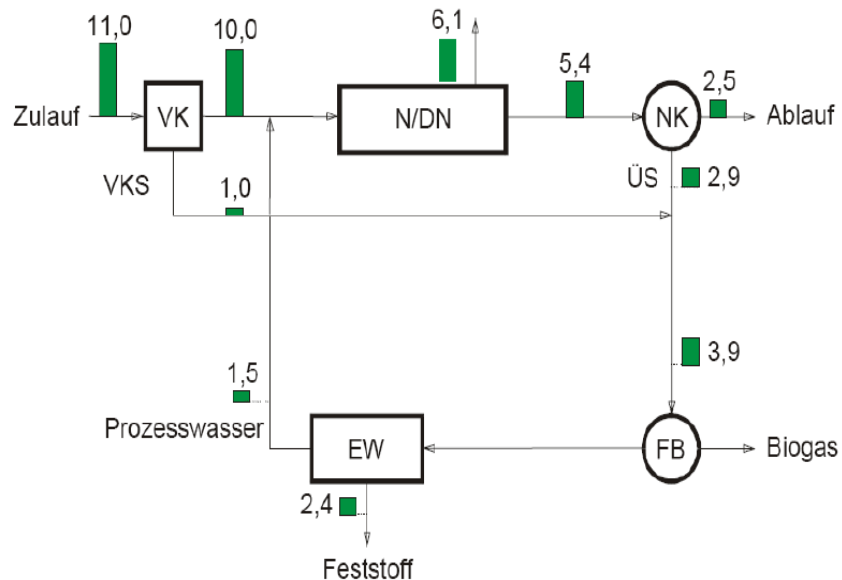 11,0
10,0
6,1
5,4
2,5
Zulauf
VK
N/DN
NK
Ablauf
VKS
1,0
ÜS
2,9
3,9
1,5
Prozesswasser
EW
FB
Biogas
2,4
Feststoff